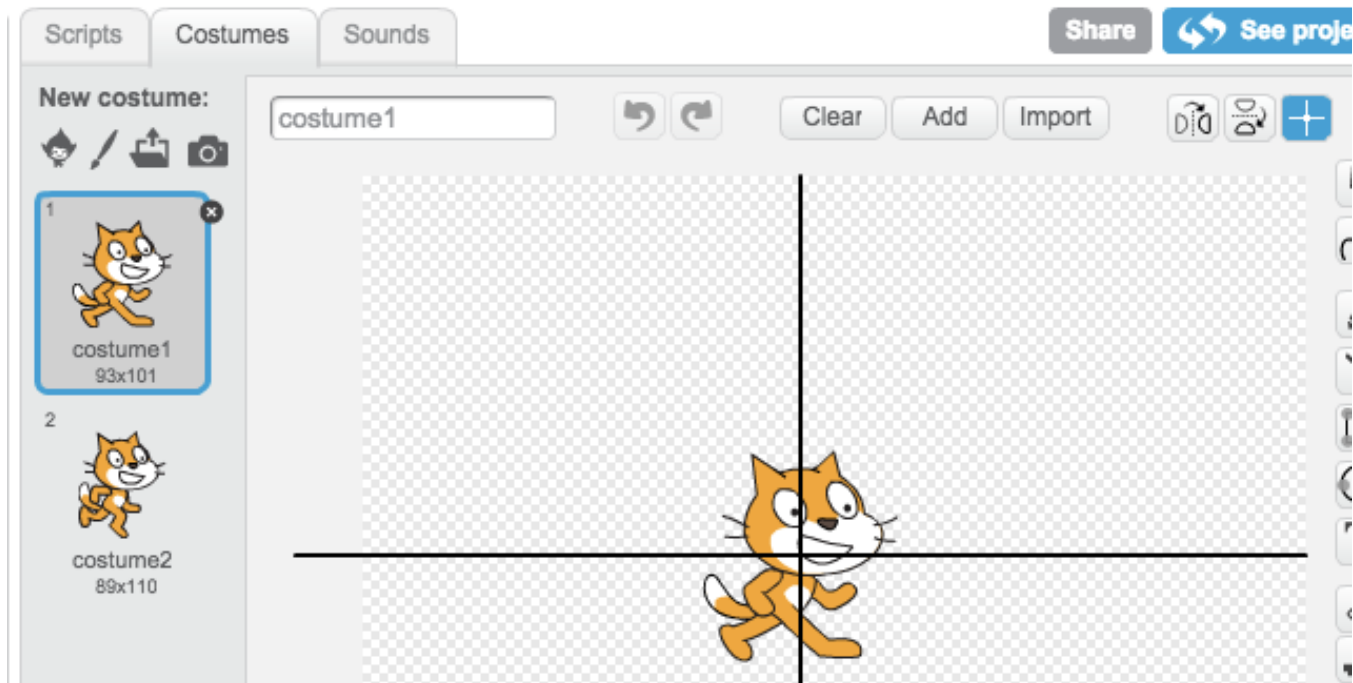 Scripts
Costumes
Sounds
Share
See proje
New costume:
costume1
Clear
Add
Import
1
costume1
93x101
2
costume2
89x110